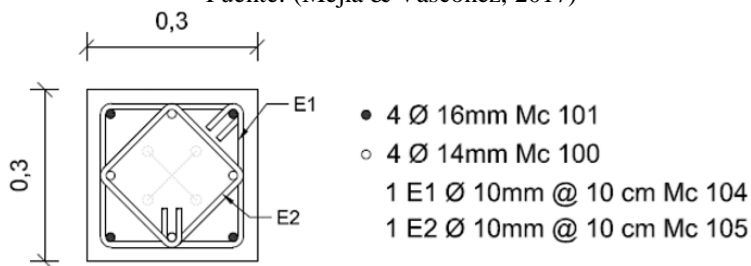 Fuente: (Mejía & Vásconez, 2017)
0,3
0,3
E1
E2
4 Ø 16mm Mc 101
4 Ø 14mm Mc 100
1 E1 Ø 10mm @ 10 cm Mc 104
1 E2 Ø 10mm @ 10 cm Mc 105